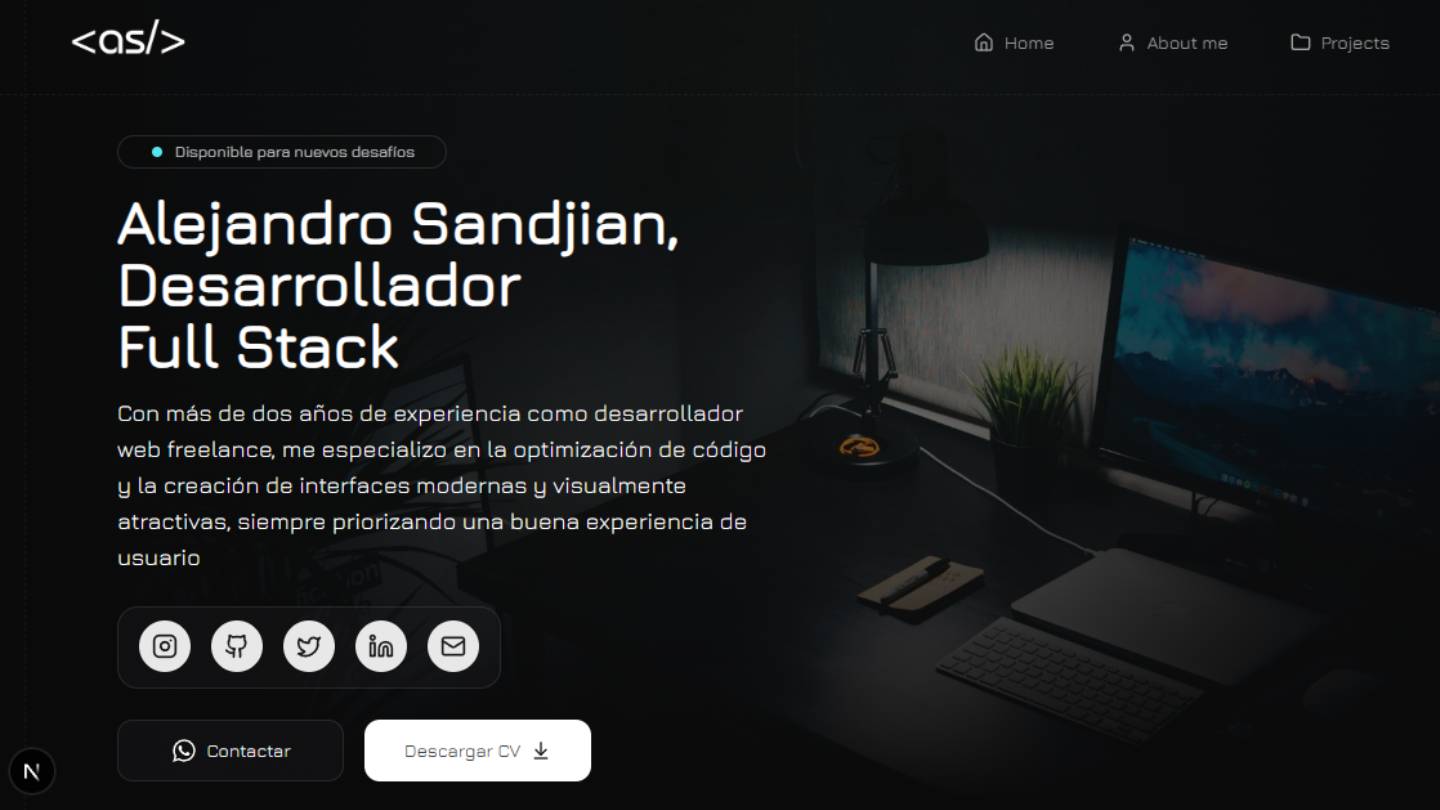 <as/>
Home
About me
Projects
Disponible para nuevos desafíos
Alejandro Sandjian,
Desarrollador
Full Stack
Con más de dos años de experiencia como desarrollador
web freelance, me especializo en la optimización de código
y la creación de interfaces modernas y visualmente
atractivas, siempre priorizando una buena experiencia de
usuario
Contactar
Descargar CV
N